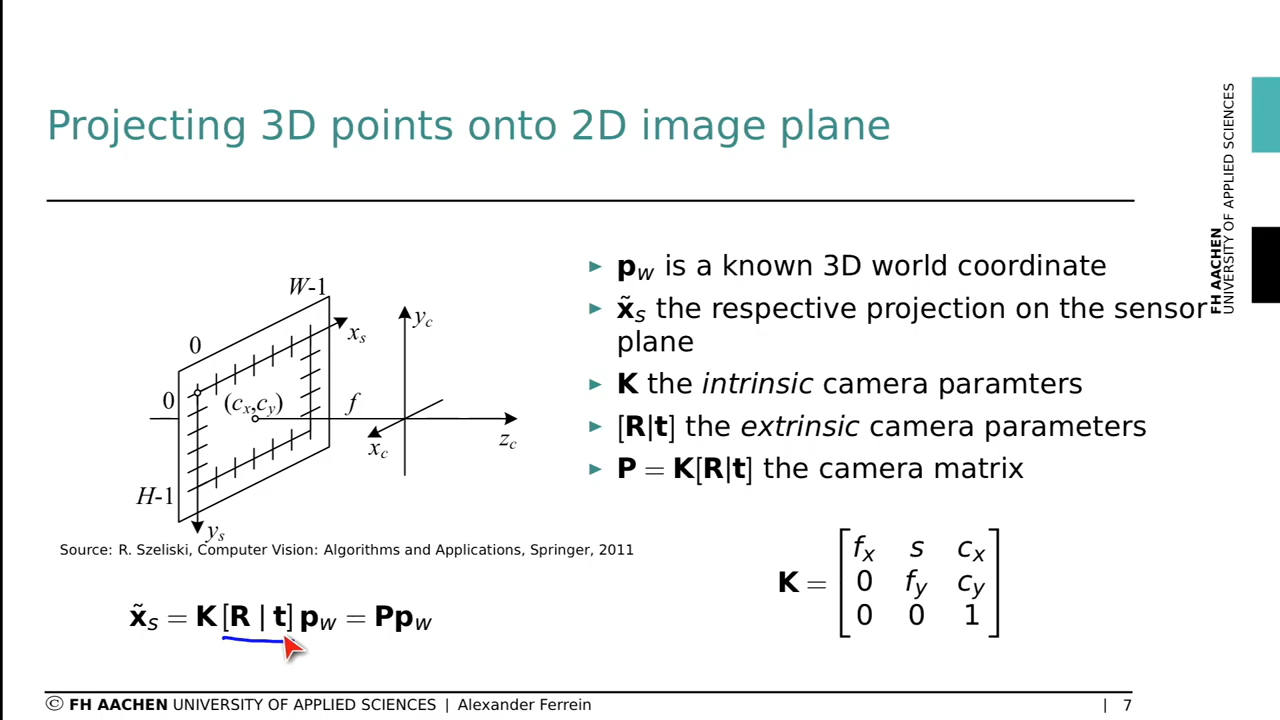 Projecting 3D points onto 2D image plane
FH AACHEN
UNIVERSITY OF APPLIED SCIENCES
W-1
0
0
x_s
y_c
(c_x,c_y)
f
z_c
x_c
H-1
y_s
Source: R. Szeliski, Computer Vision: Algorithms and Applications, Springer, 2011
x̃_s = K [R | t] p_w = Pp_w
► p_w is a known 3D world coordinate
► x̃_s the respective projection on the sensor
plane
► K the intrinsic camera paramters
► [R|t] the extrinsic camera parameters
► P = K[R|t] the camera matrix
f_x s c_x
K = 0 f_y c_y
0 0 1
© FH AACHEN UNIVERSITY OF APPLIED SCIENCES | Alexander Ferrein | 7